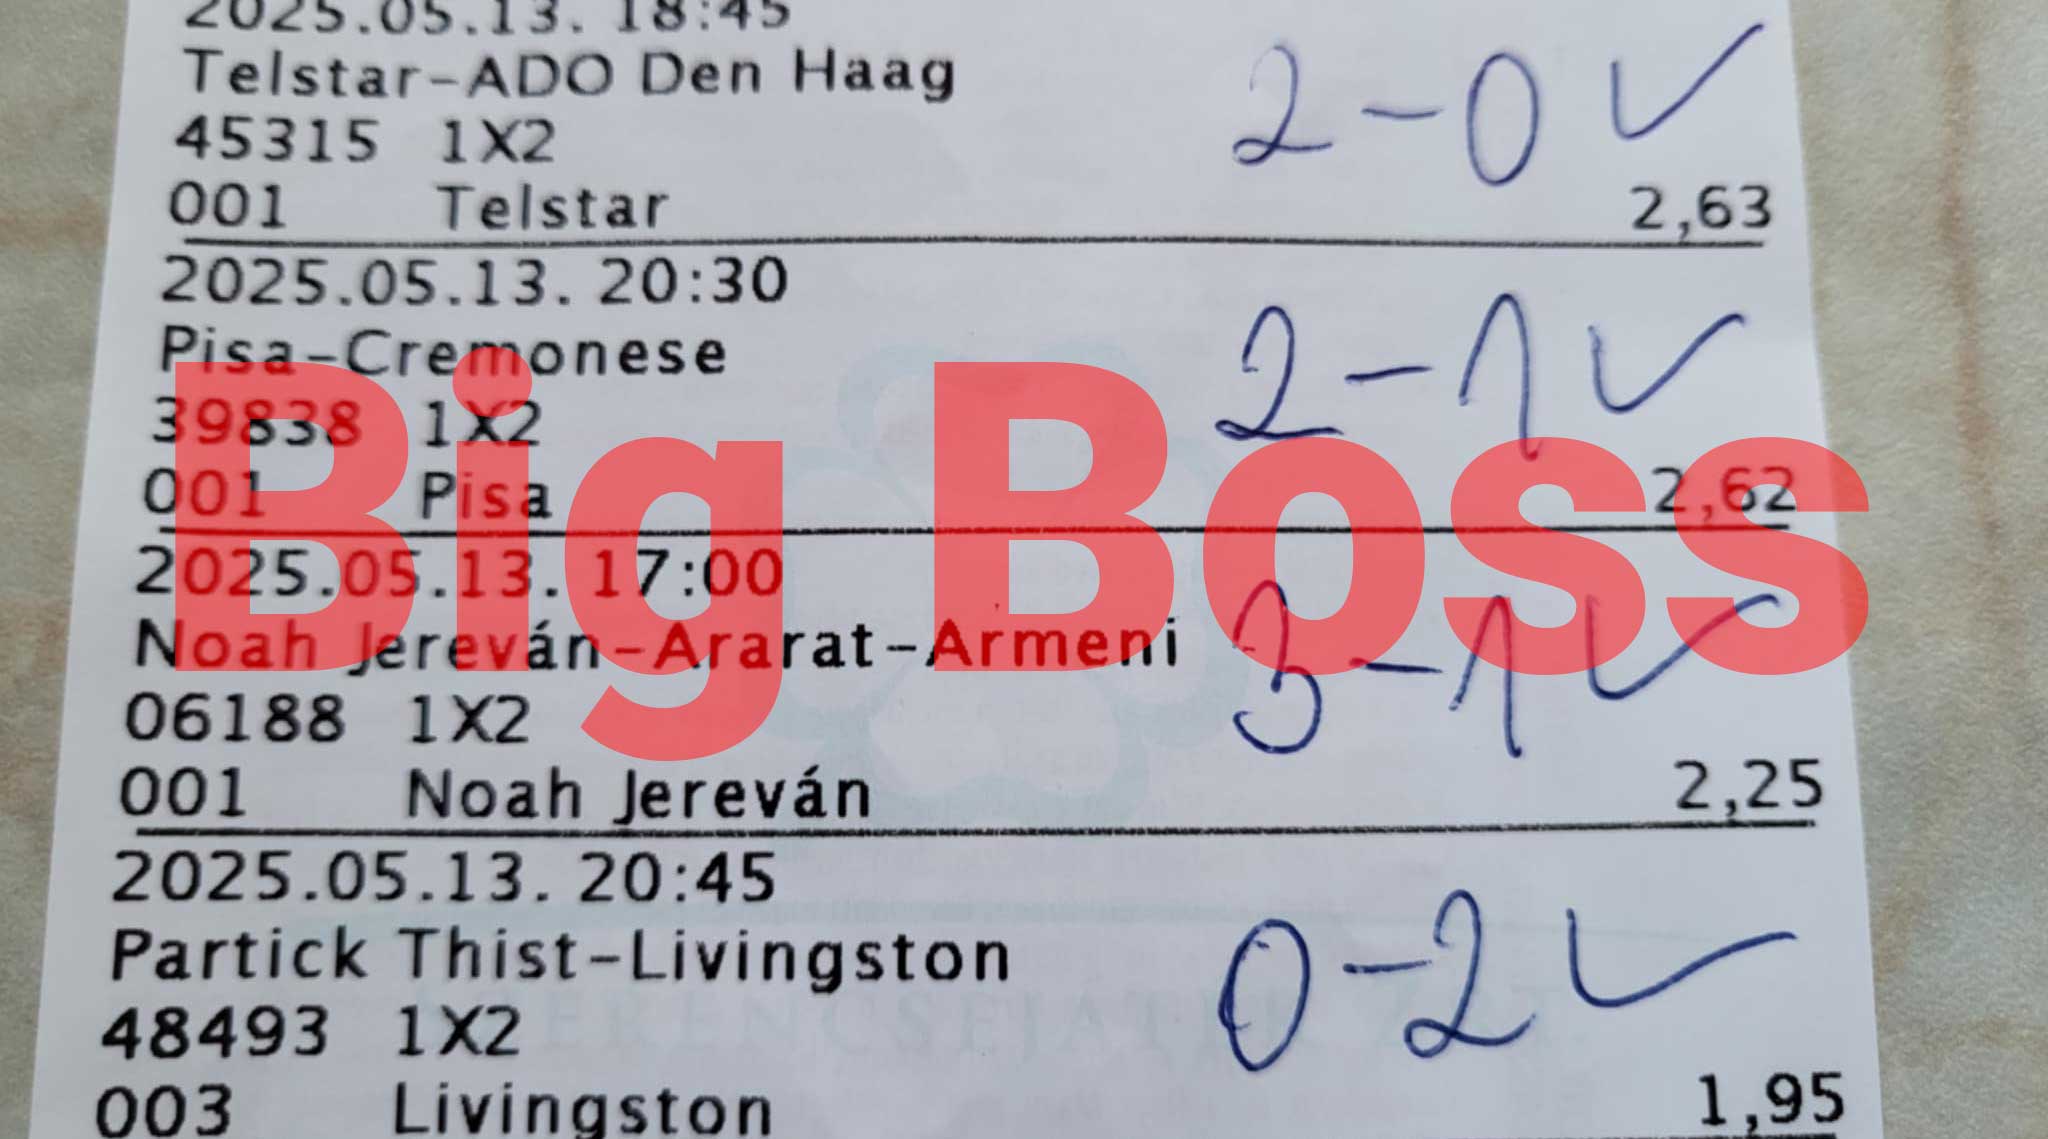 2025.05.13. 18:45
Telstar-ADO Den Haag
2-0
45315 1X2
001 Telstar 2,63
2025.05.13. 20:30
Pisa-Cremonese
2-1
39838 1X2
001 Pisa 2,62
Big Boss
2025.05.13. 17:00
Noah Jereván-Ararat-Armeni
3-1
06188 1X2
001 Noah Jereván 2,25
2025.05.13. 20:45
Partick Thist-Livingston
0-2
SZERENCSEJÁTÉK ZRT.
48493 1X2
003 Livingston 1,95